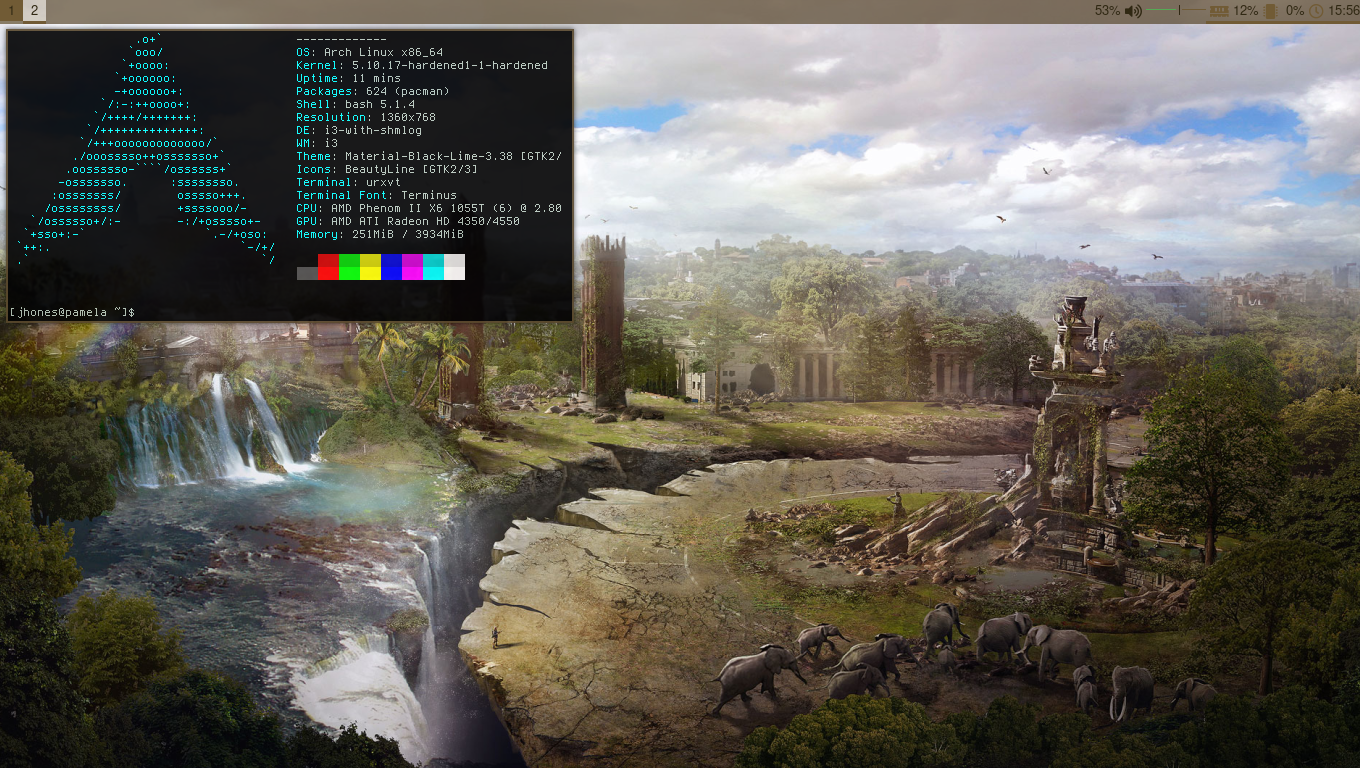 1 2 53% 12% 0% 15:56
-------------
OS: Arch Linux x86_64
Kernel: 5.10.17-hardened1-1-hardened
Uptime: 11 mins
Packages: 624 (pacman)
Shell: bash 5.1.4
Resolution: 1360x768
DE: i3-with-shmlog
WM: i3
Theme: Material-Black-Lime-3.38 [GTK2/
Icons: BeautyLine [GTK2/3]
Terminal: urxvt
Terminal Font: Terminus
CPU: AMD Phenom II X6 1055T (6) @ 2.80
GPU: AMD ATI Radeon HD 4350/4550
Memory: 251MiB / 3934MiB
[jhones@pamela ~]$